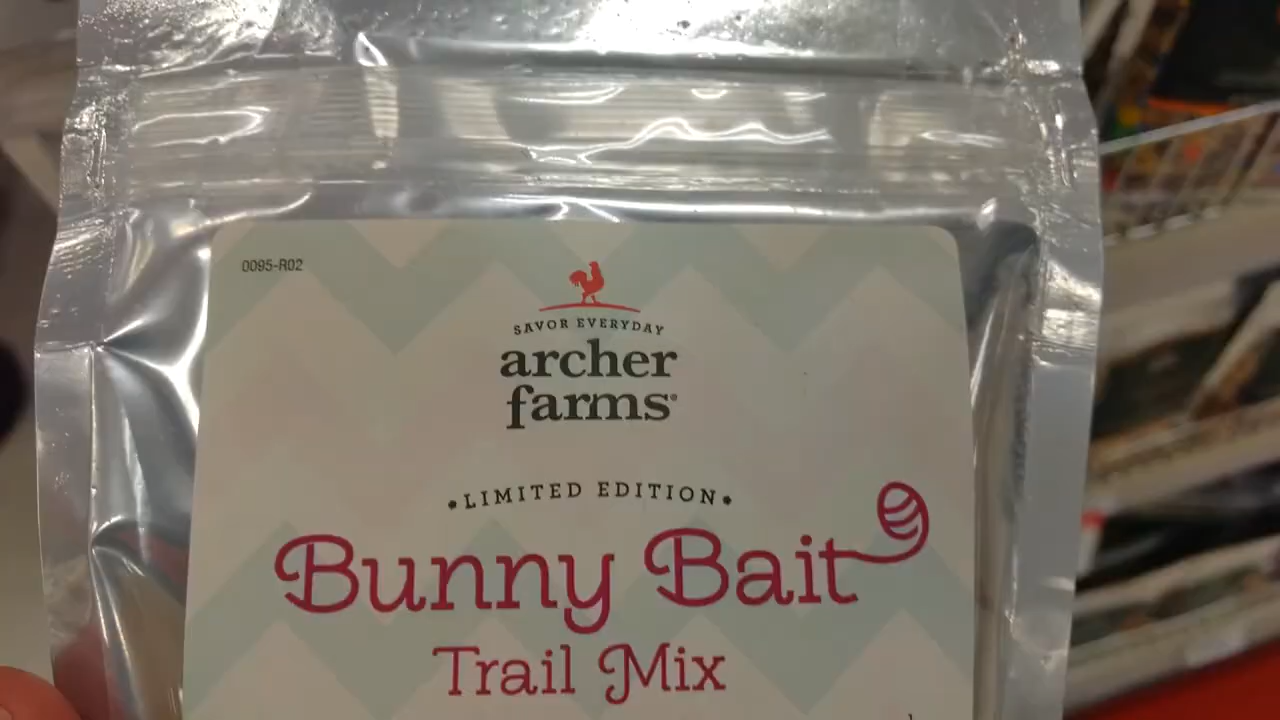 0095-R02
SAVOR EVERYDAY
archer
farms®
•LIMITED EDITION•
Bunny Bait
Trail Mix